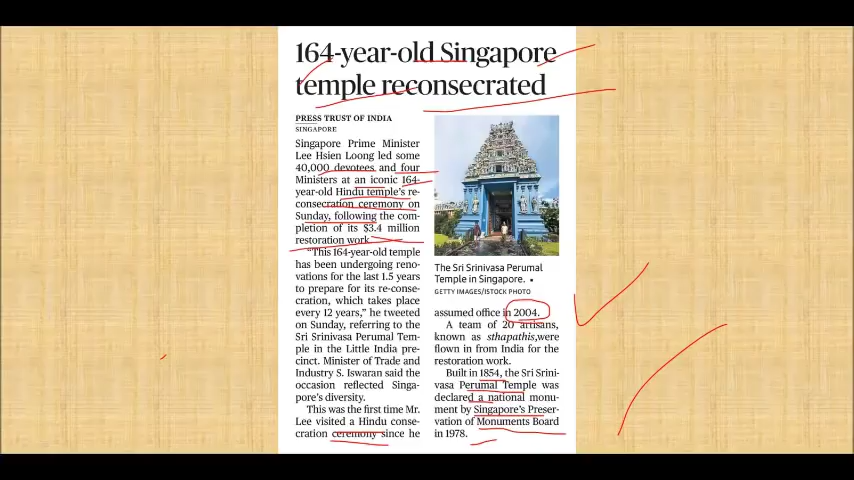 164-year-old Singapore
temple reconsecrated
PRESS TRUST OF INDIA
SINGAPORE
Singapore Prime Minister
Lee Hsien Loong led some
40,000 devotees and four
Ministers at an iconic 164-
year-old Hindu temple's re-
consecration ceremony on
Sunday, following the com-
pletion of its $3.4 million
restoration work.
"This 164-year-old temple
has been undergoing reno-
vations for the last 1.5 years
to prepare for its re-conse-
cration, which takes place
every 12 years," he tweeted
on Sunday, referring to the
Sri Srinivasa Perumal Tem-
ple in the Little India pre-
cinct. Minister of Trade and
Industry S. Iswaran said the
occasion reflected Singa-
pore's diversity.
This was the first time Mr.
Lee visited a Hindu conse-
cration ceremony since he
The Sri Srinivasa Perumal
Temple in Singapore. •
GETTY IMAGES/ISTOCK PHOTO
assumed office in 2004.
A team of 20 artisans,
known as sthapathis,were
flown in from India for the
restoration work.
Built in 1854, the Sri Srini-
vasa Perumal Temple was
declared a national monu-
ment by Singapore's Preser-
vation of Monuments Board
in 1978.